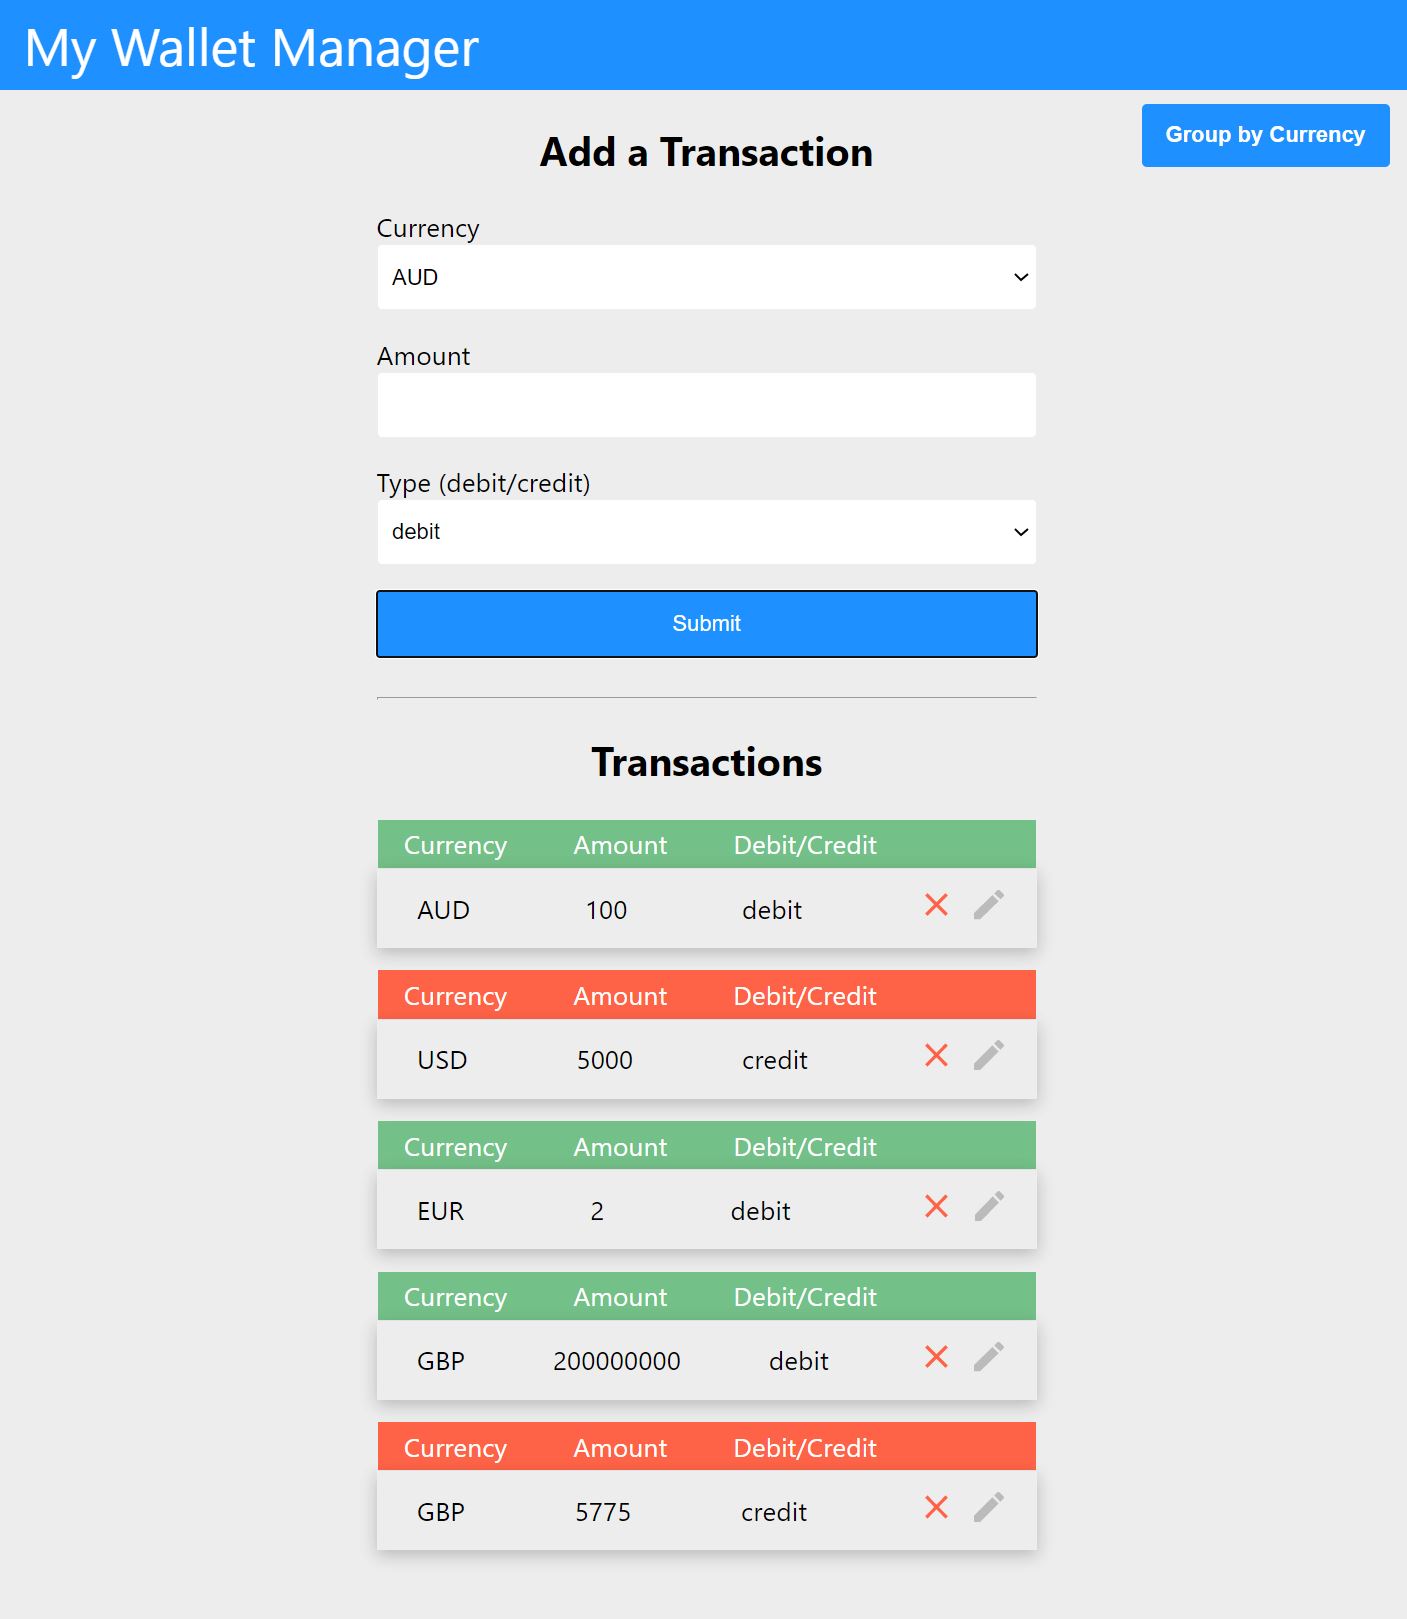 My Wallet Manager
Group by Currency
Add a Transaction
Currency
AUD
Amount
Type (debit/credit)
debit
Submit
Transactions
Currency Amount Debit/Credit
AUD 100 debit
Currency Amount Debit/Credit
USD 5000 credit
Currency Amount Debit/Credit
EUR 2 debit
Currency Amount Debit/Credit
GBP 200000000 debit
Currency Amount Debit/Credit
GBP 5775 credit